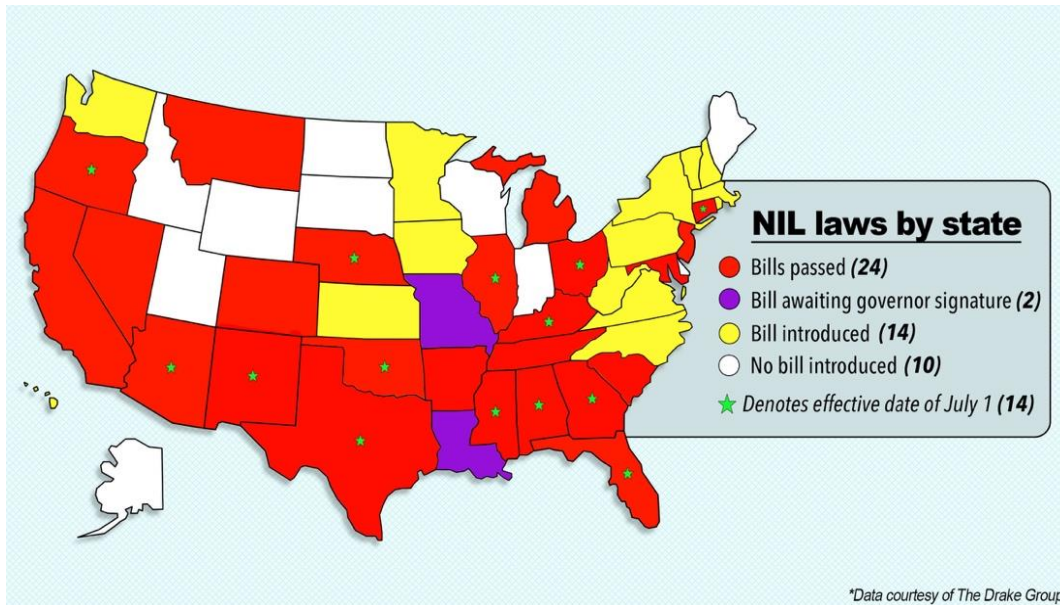 NIL laws by state
Bills passed (24)
Bill awaiting governor signature (2)
Bill introduced (14)
No bill introduced (10)
Denotes effective date of July 1 (14)
*Data courtesy of The Drake Group